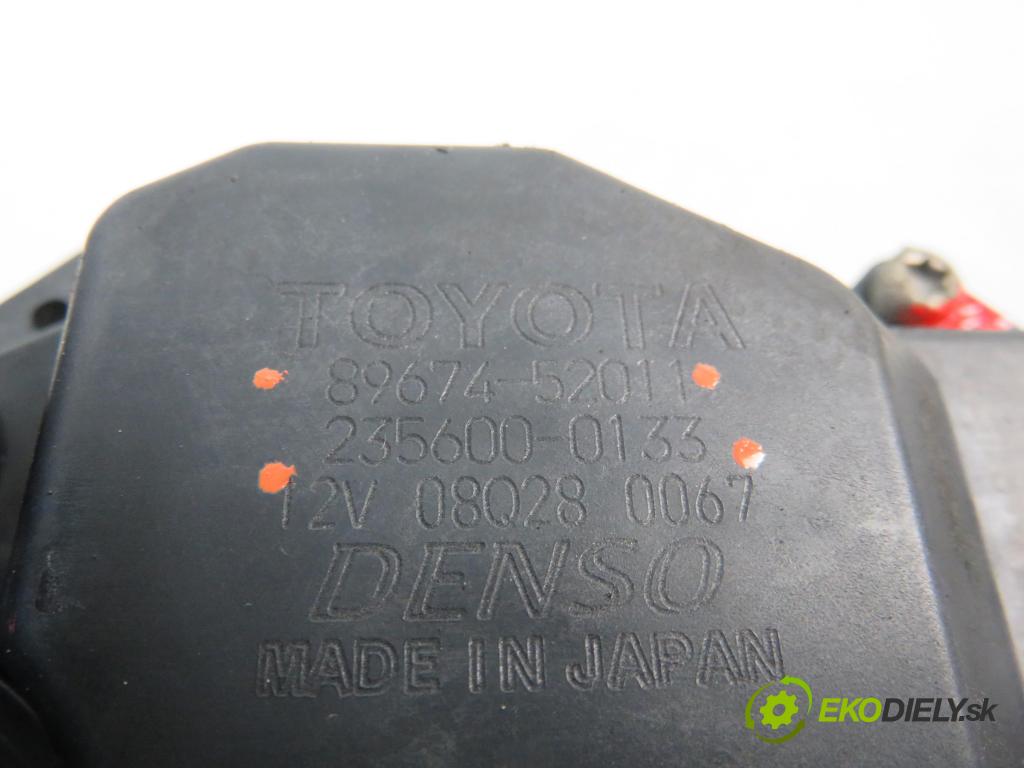 TOYOTA
89674-52011
235600-0133
12V 08Q28 0067
DENSO
MADE IN JAPAN
EKODIELY.sk